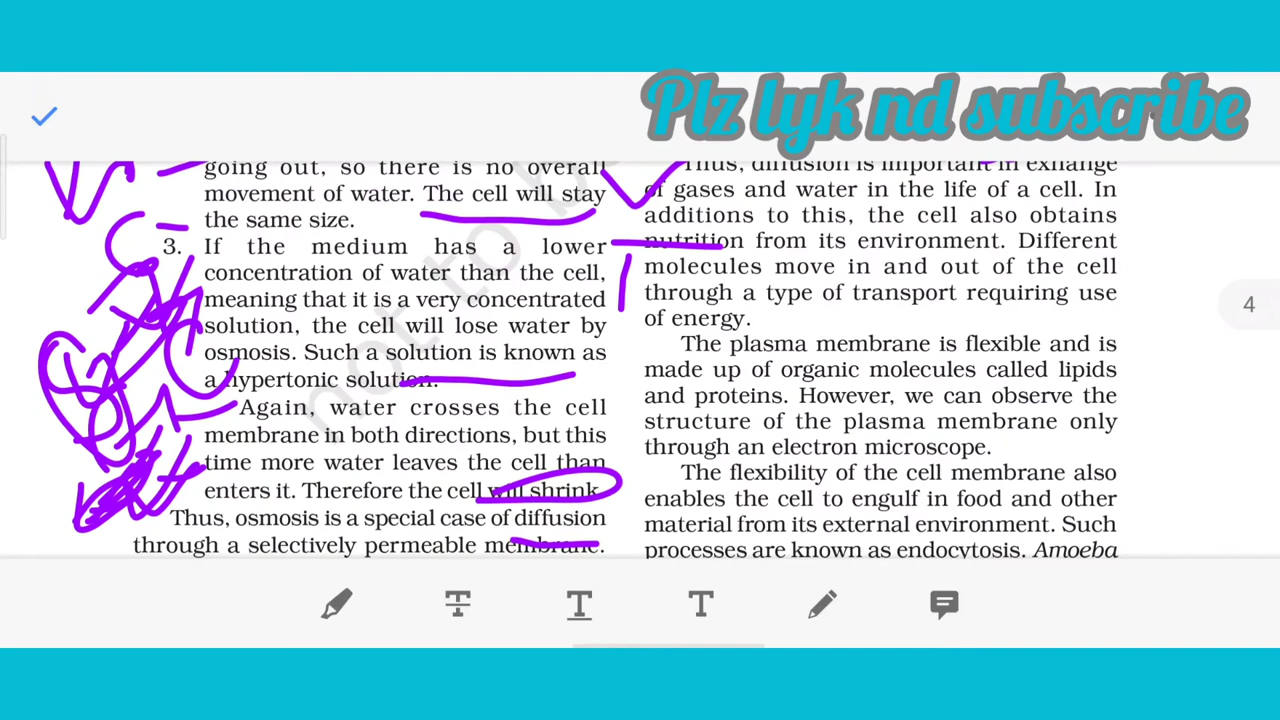 Plz lyk nd subscribe
going out, so there is no overall
movement of water. The cell will stay
the same size.
3. If the medium has a lower
concentration of water than the cell,
meaning that it is a very concentrated
solution, the cell will lose water by
osmosis. Such a solution is known as
a hypertonic solution.
Again, water crosses the cell
membrane in both directions, but this
time more water leaves the cell than
enters it. Therefore the cell will shrink.
Thus, osmosis is a special case of diffusion
through a selectively permeable membrane.
Thus, diffusion is important in exhange
of gases and water in the life of a cell. In
additions to this, the cell also obtains
nutrition from its environment. Different
molecules move in and out of the cell
through a type of transport requiring use
of energy.
The plasma membrane is flexible and is
made up of organic molecules called lipids
and proteins. However, we can observe the
structure of the plasma membrane only
through an electron microscope.
The flexibility of the cell membrane also
enables the cell to engulf in food and other
material from its external environment. Such
processes are known as endocytosis. Amoeba
4
not to b